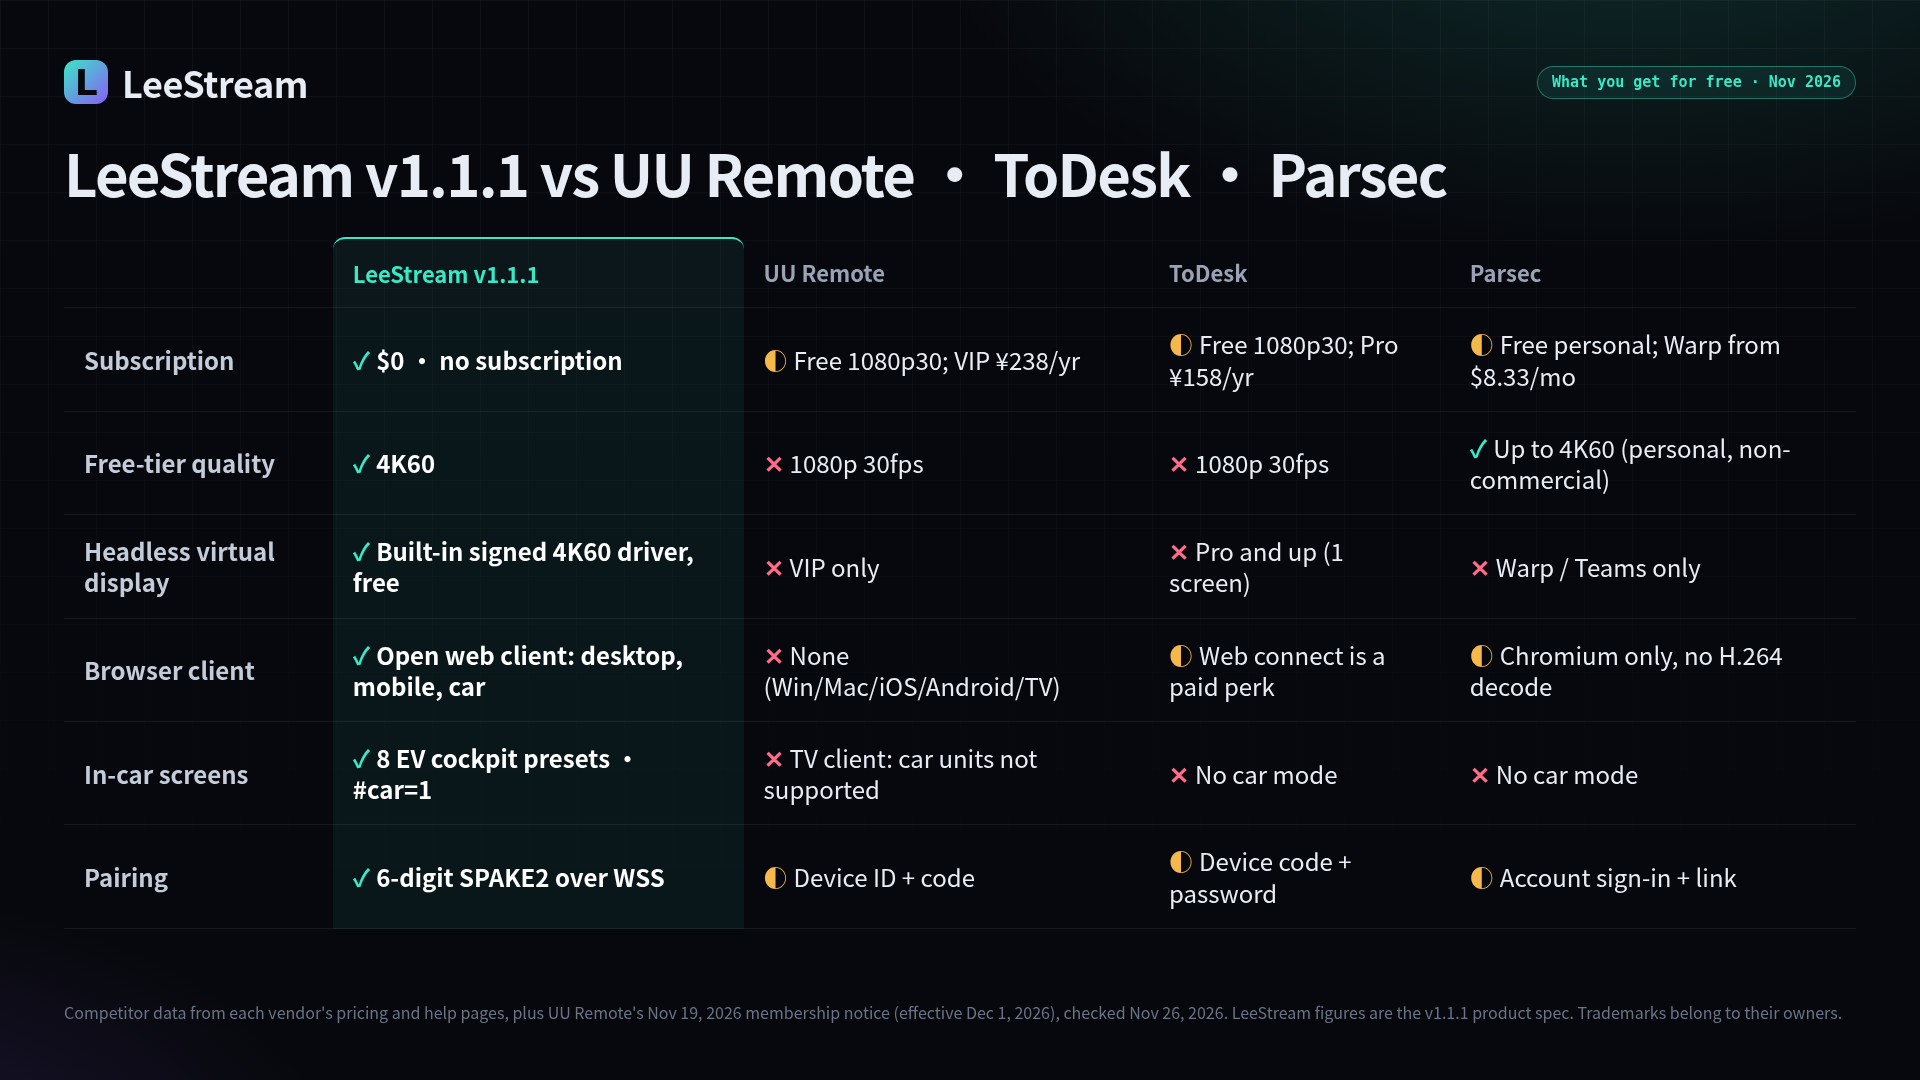 L LeeStream
What you get for free · Nov 2026
LeeStream v1.1.1 vs UU Remote · ToDesk · Parsec
LeeStream v1.1.1
UU Remote
ToDesk
Parsec
Subscription
✓ $0 · no subscription
◐ Free 1080p30; VIP ¥238/yr
◐ Free 1080p30; Pro
¥158/yr
◐ Free personal; Warp from
$8.33/mo
Free-tier quality
✓ 4K60
✕ 1080p 30fps
✕ 1080p 30fps
✓ Up to 4K60 (personal, non-
commercial)
Headless virtual
display
✓ Built-in signed 4K60 driver,
free
✕ VIP only
✕ Pro and up (1
screen)
✕ Warp / Teams only
Browser client
✓ Open web client: desktop,
mobile, car
✕ None
(Win/Mac/iOS/Android/TV)
◐ Web connect is a
paid perk
◐ Chromium only, no H.264
decode
In-car screens
✓ 8 EV cockpit presets ·
#car=1
✕ TV client: car units not
supported
✕ No car mode
✕ No car mode
Pairing
✓ 6-digit SPAKE2 over WSS
◐ Device ID + code
◐ Device code +
password
◐ Account sign-in + link
Competitor data from each vendor's pricing and help pages, plus UU Remote's Nov 19, 2026 membership notice (effective Dec 1, 2026), checked Nov 26, 2026. LeeStream figures are the v1.1.1 product spec. Trademarks belong to their owners.